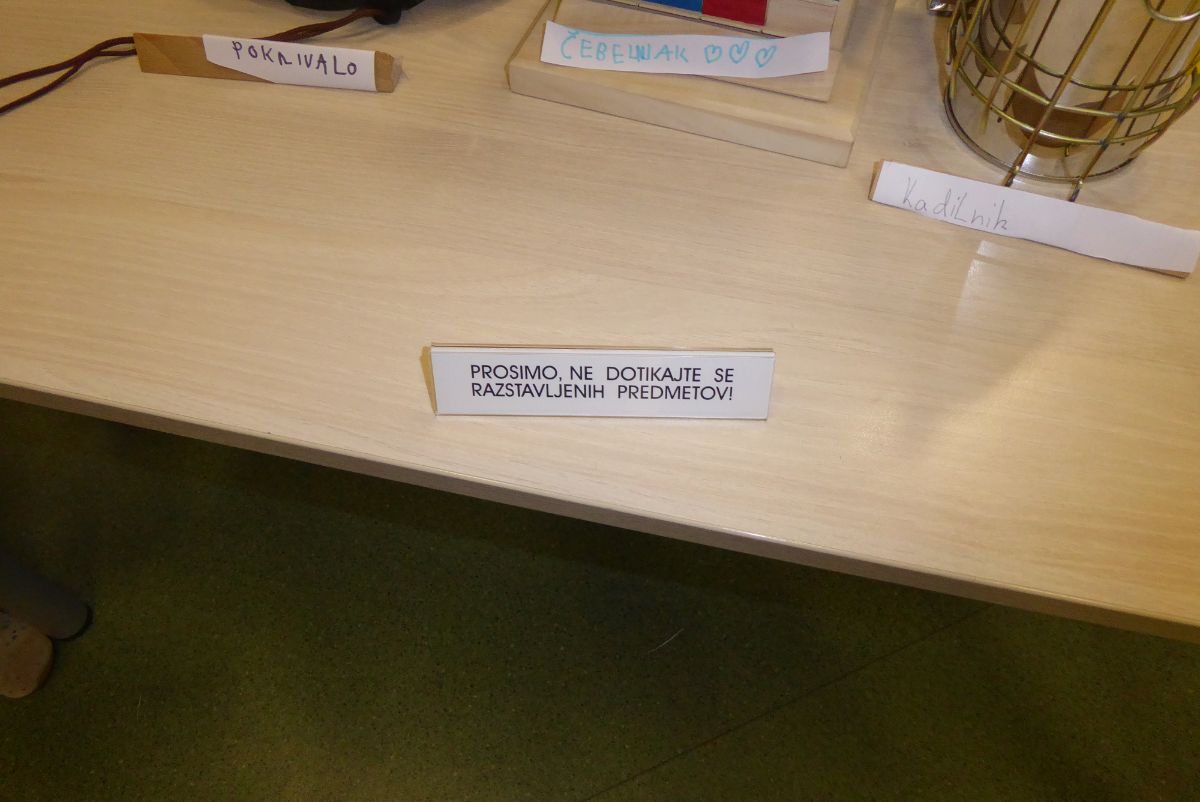 POKRIVALO
ČEBELNJAK ♡♡♡
KadiLnik
PROSIMO, NE DOTIKAJTE SE
RAZSTAVLJENIH PREDMETOV!